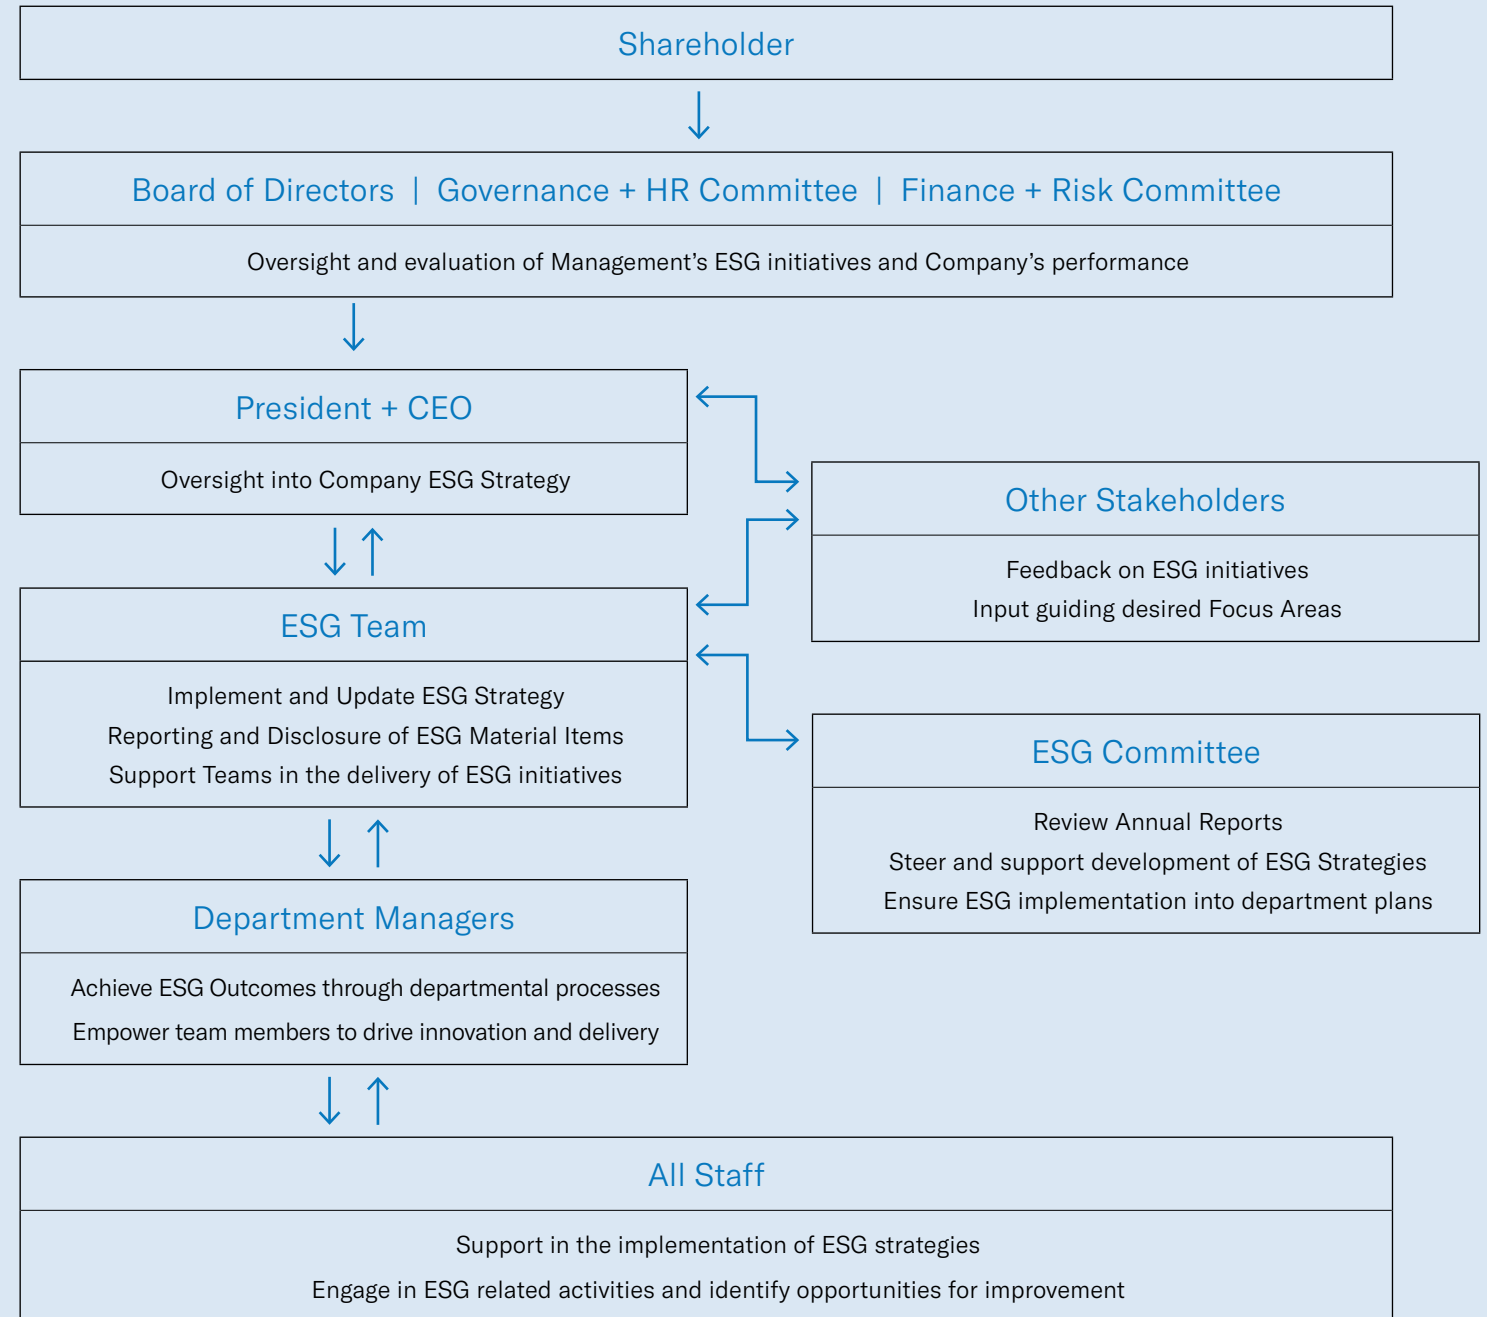 Shareholder
Board of Directors | Governance + HR Committee | Finance + Risk Committee
Oversight and evaluation of Management’s ESG initiatives and Company’s performance
President + CEO
Oversight into Company ESG Strategy
Other Stakeholders
Feedback on ESG initiatives
Input guiding desired Focus Areas
ESG Team
Implement and Update ESG Strategy
Reporting and Disclosure of ESG Material Items
Support Teams in the delivery of ESG initiatives
ESG Committee
Review Annual Reports
Steer and support development of ESG Strategies
Ensure ESG implementation into department plans
Department Managers
Achieve ESG Outcomes through departmental processes
Empower team members to drive innovation and delivery
All Staff
Support in the implementation of ESG strategies
Engage in ESG related activities and identify opportunities for improvement